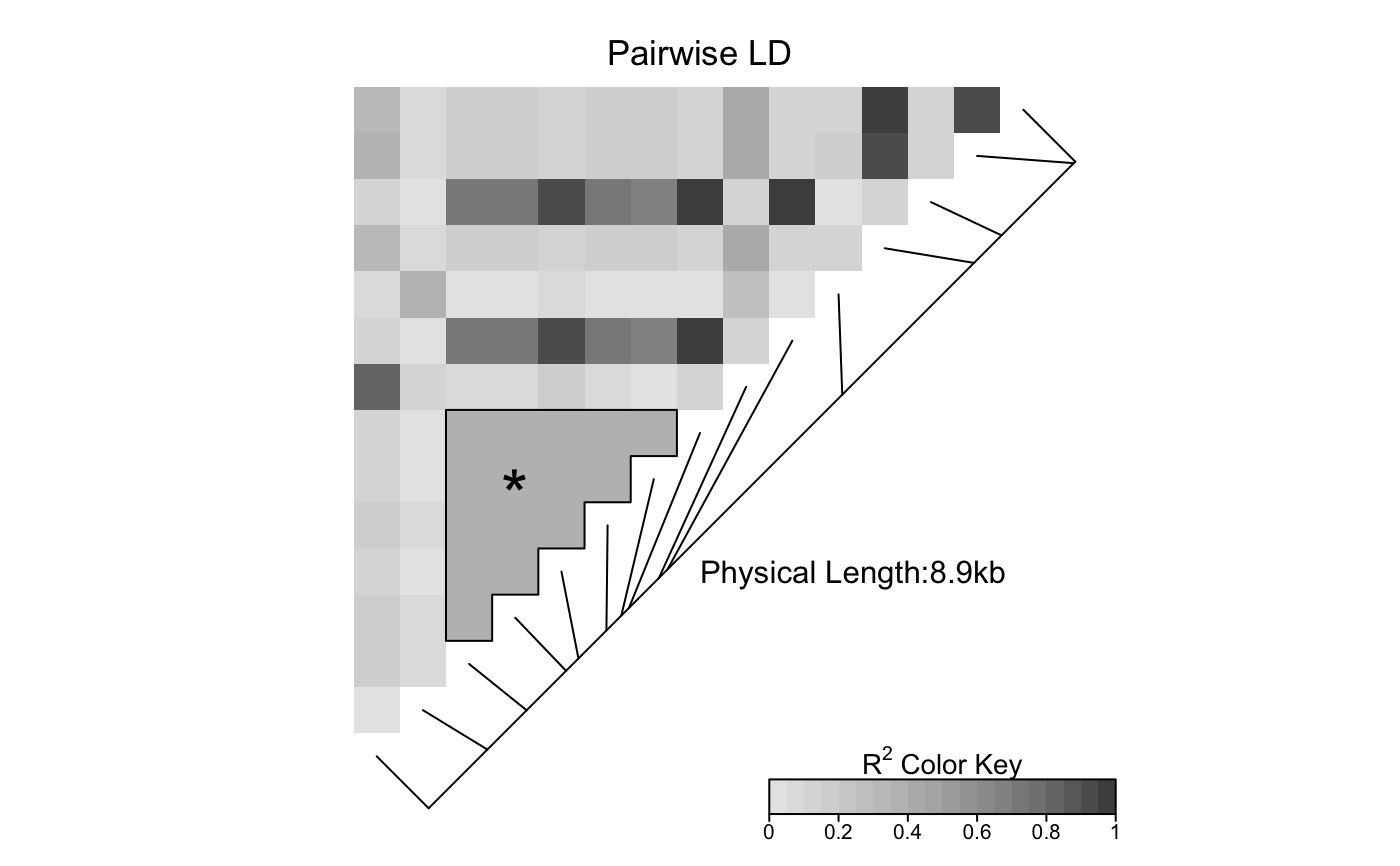 Pairwise LD
*
Physical Length:8.9kb
R² Color Key
0 0.2 0.4 0.6 0.8 1